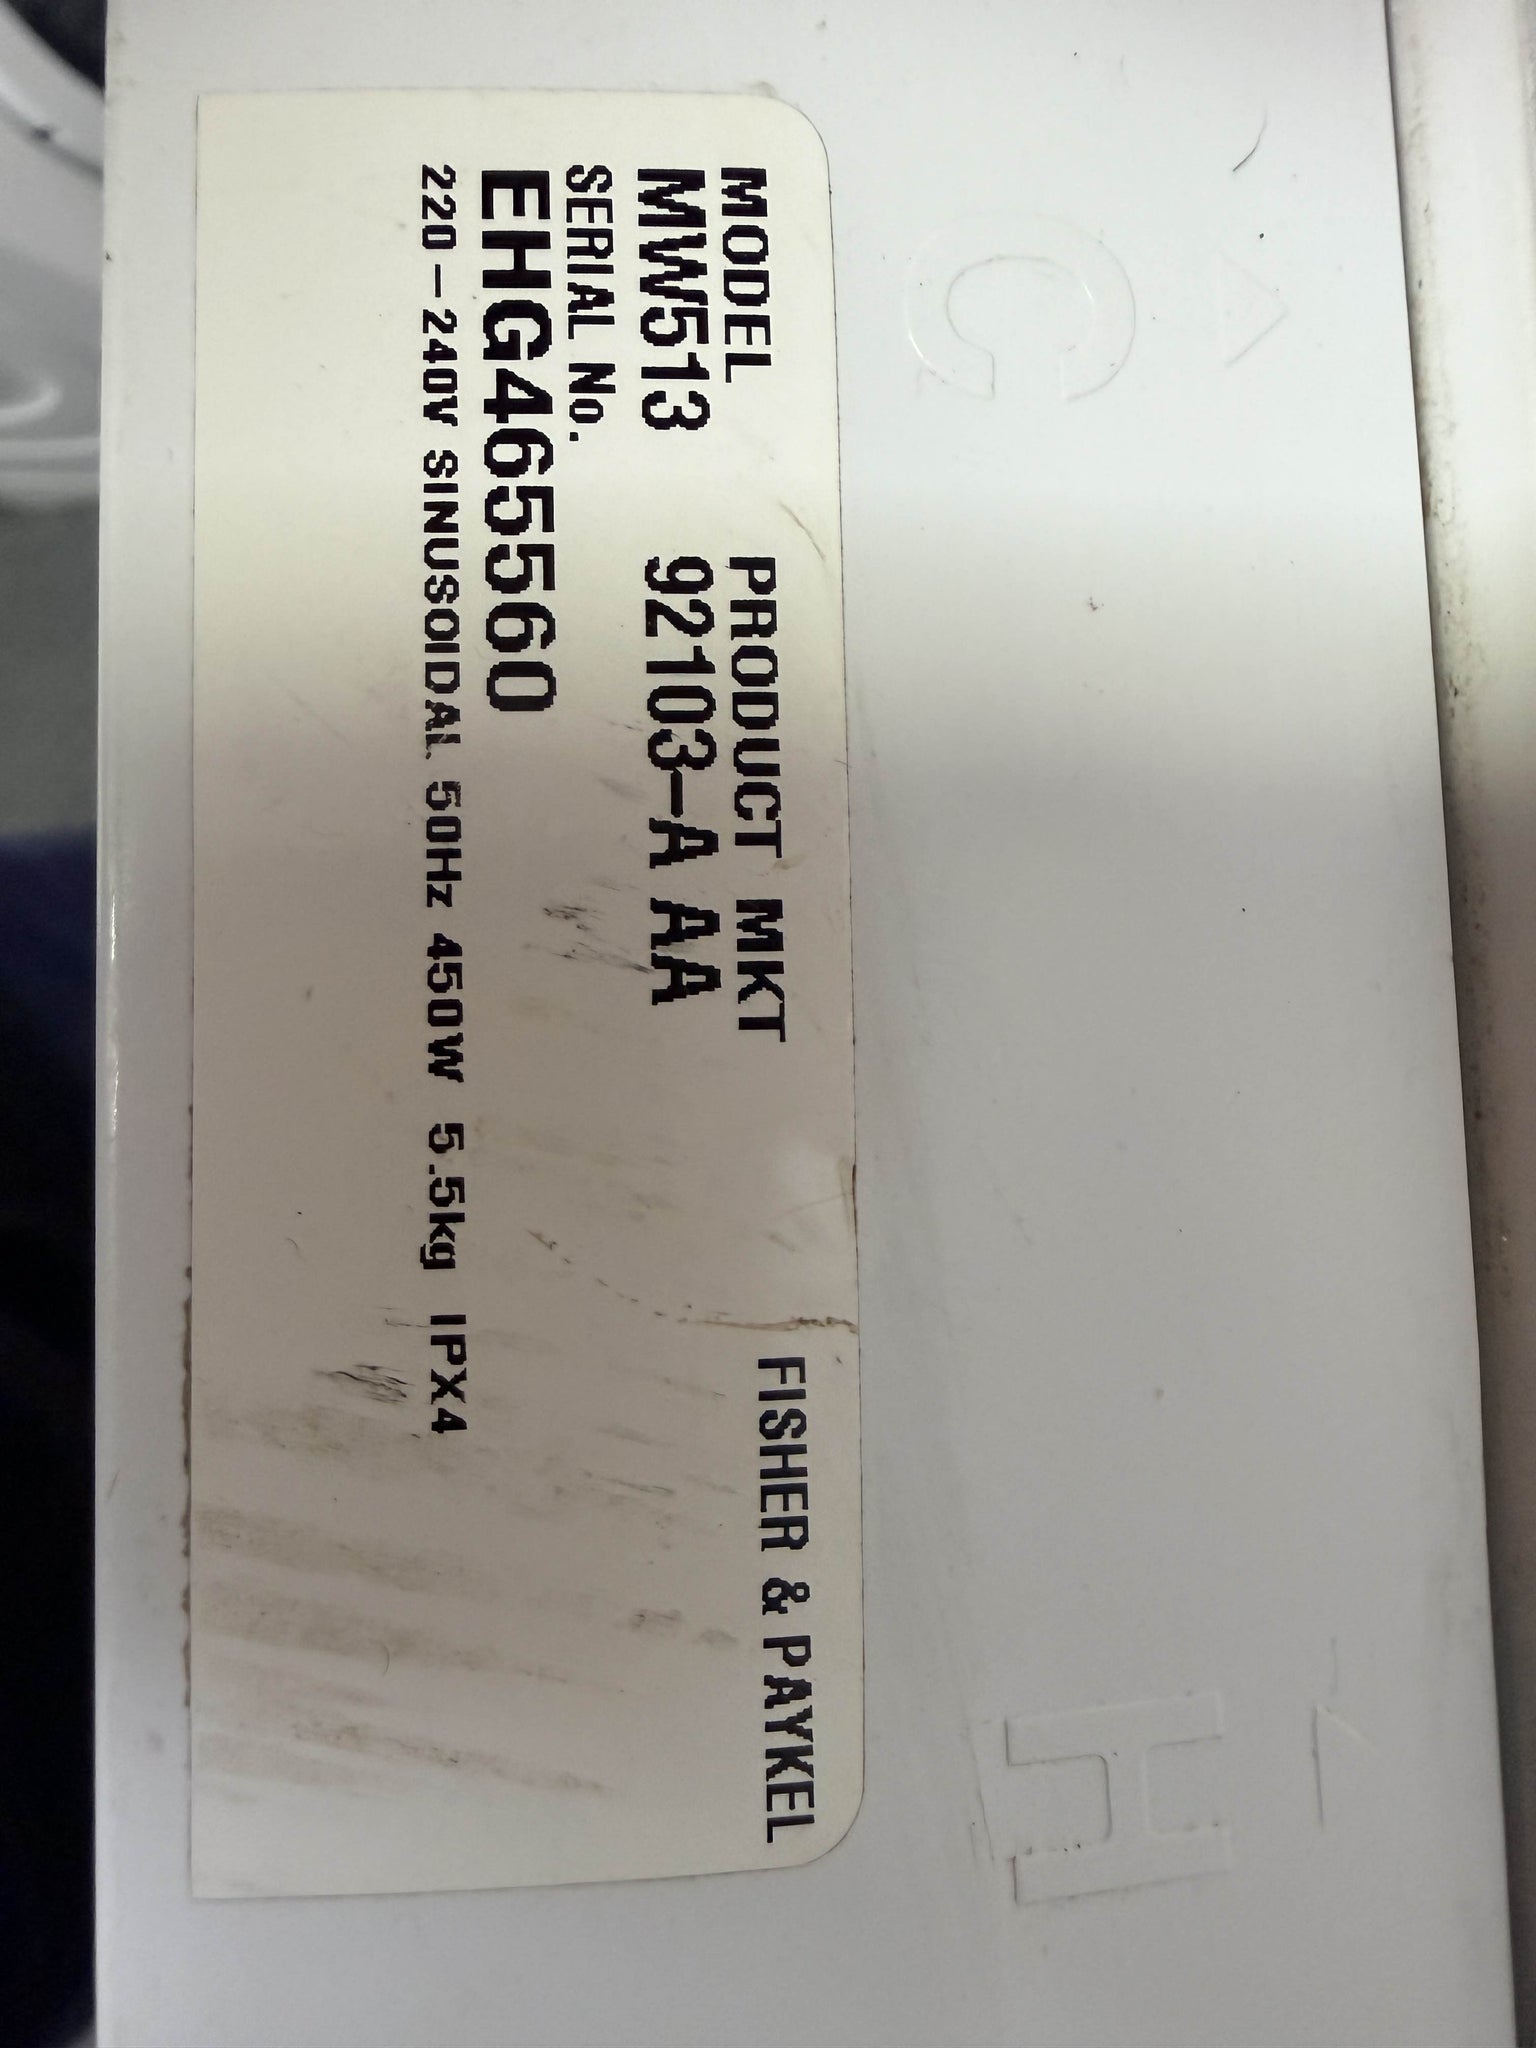 MODEL PRODUCT MKT FISHER & PAYKEL
MW513 92103-A AA
SERIAL No.
EHG465560
220-240V SINUSOIDAL 50Hz 450W 5.5kg IPX4
C
H